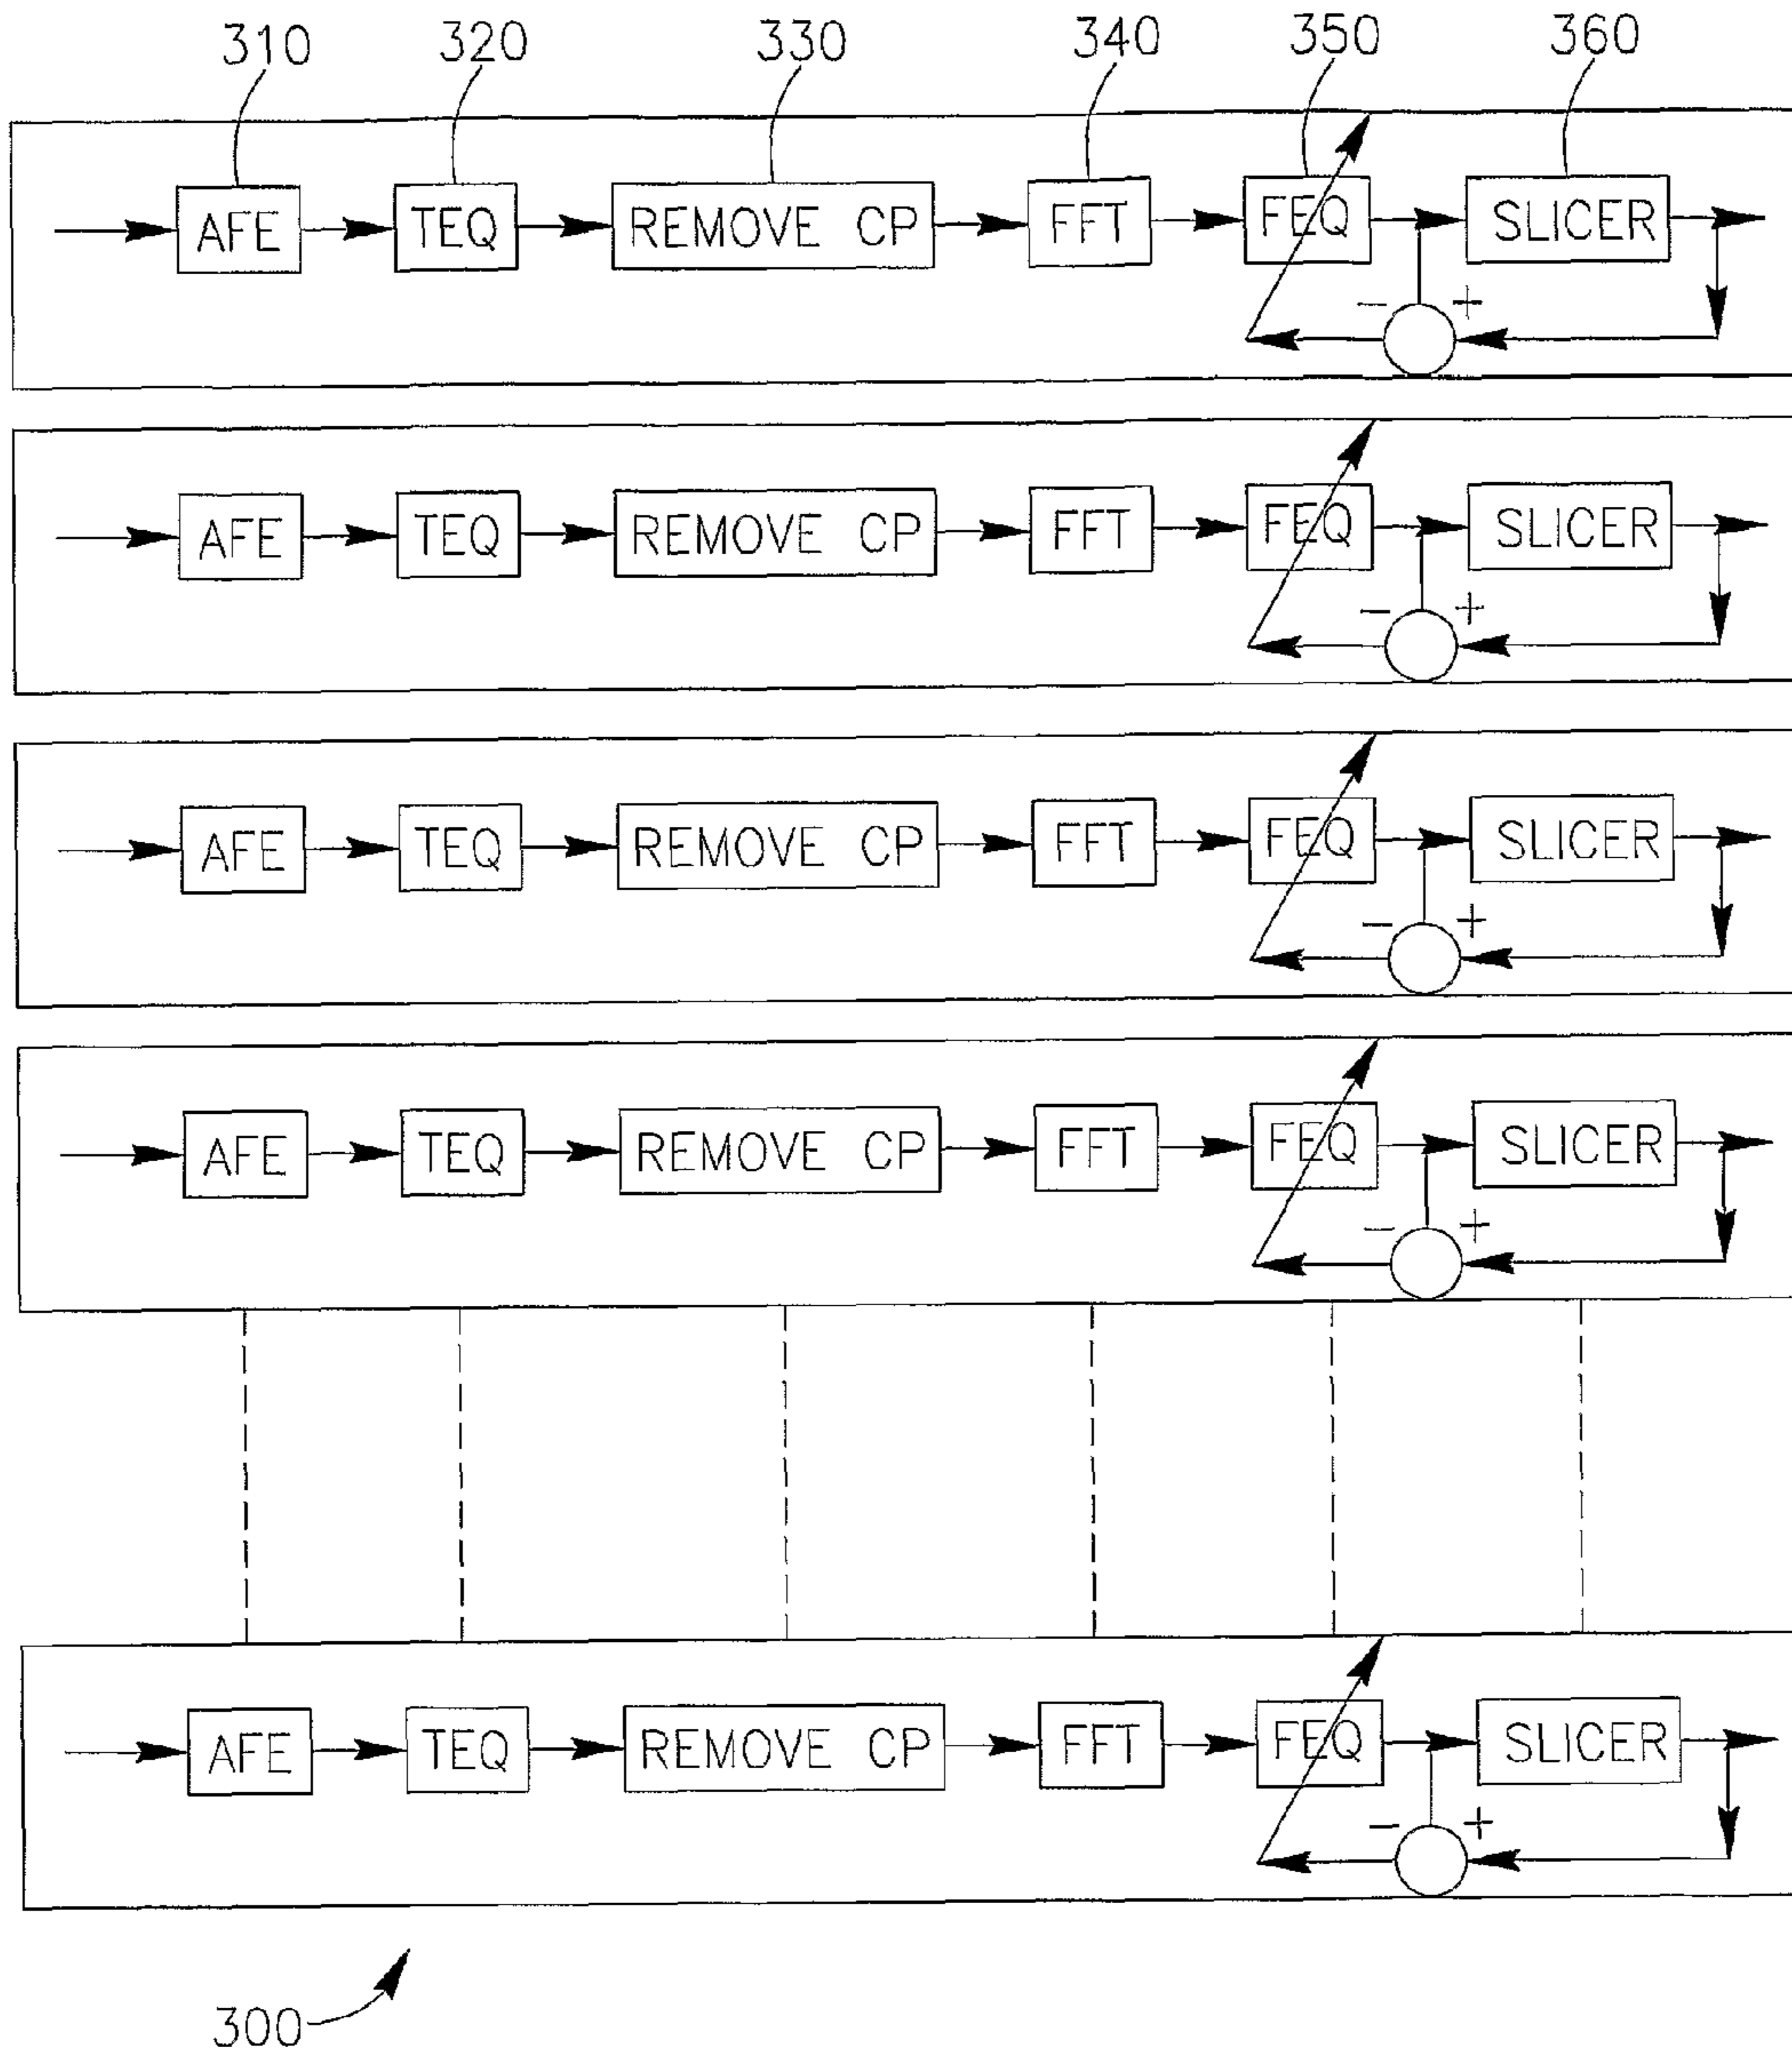 310 320 330 340 350 360
AFE TEQ REMOVE CP FFT FEQ SLICER
- +
AFE TEQ REMOVE CP FFT FEQ SLICER
- +
AFE TEQ REMOVE CP FFT FEQ SLICER
- +
AFE TEQ REMOVE CP FFT FEQ SLICER
- +
AFE TEQ REMOVE CP FFT FEQ SLICER
- +
300